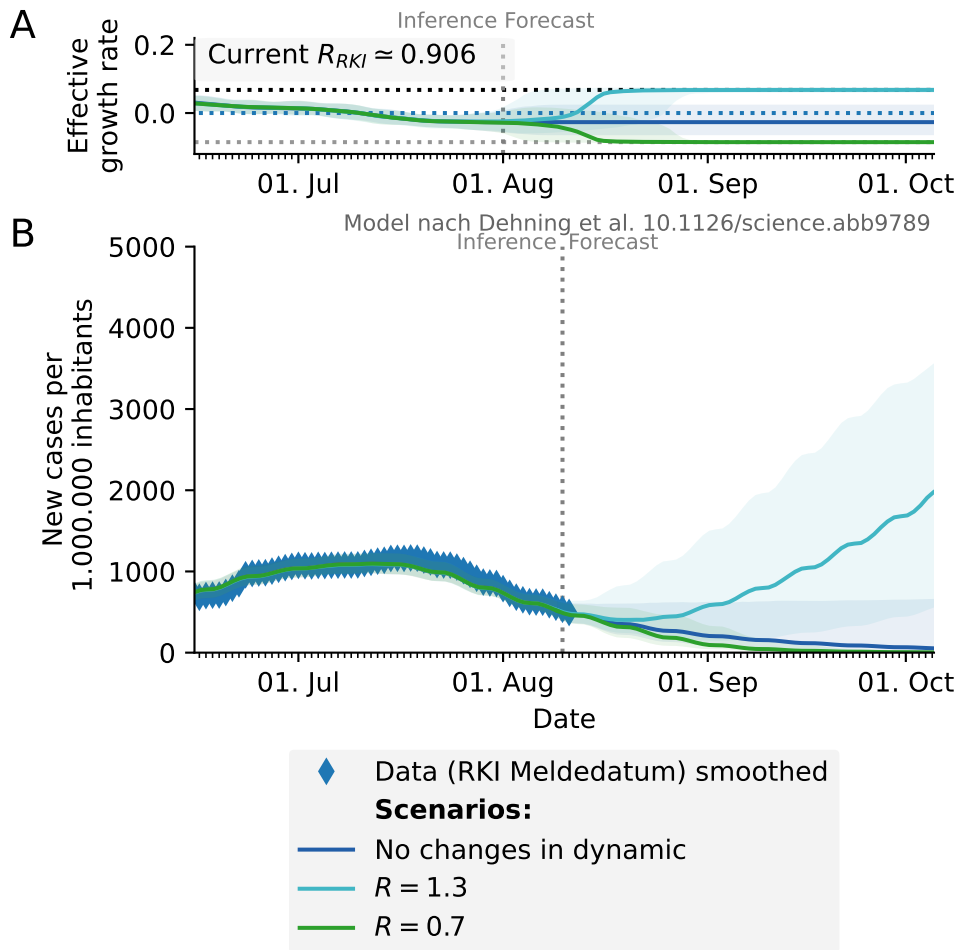 A
Inference Forecast
Effective
growth rate
0.2
0.0
Current R_RKI ≃ 0.906
01. Jul
01. Aug
01. Sep
01. Oct
B
Model nach Dehning et al. 10.1126/science.abb9789
Inference Forecast
New cases per
1.000.000 inhabitants
5000
4000
3000
2000
1000
0
01. Jul
01. Aug
01. Sep
01. Oct
Date
Data (RKI Meldedatum) smoothed
Scenarios:
No changes in dynamic
R = 1.3
R = 0.7